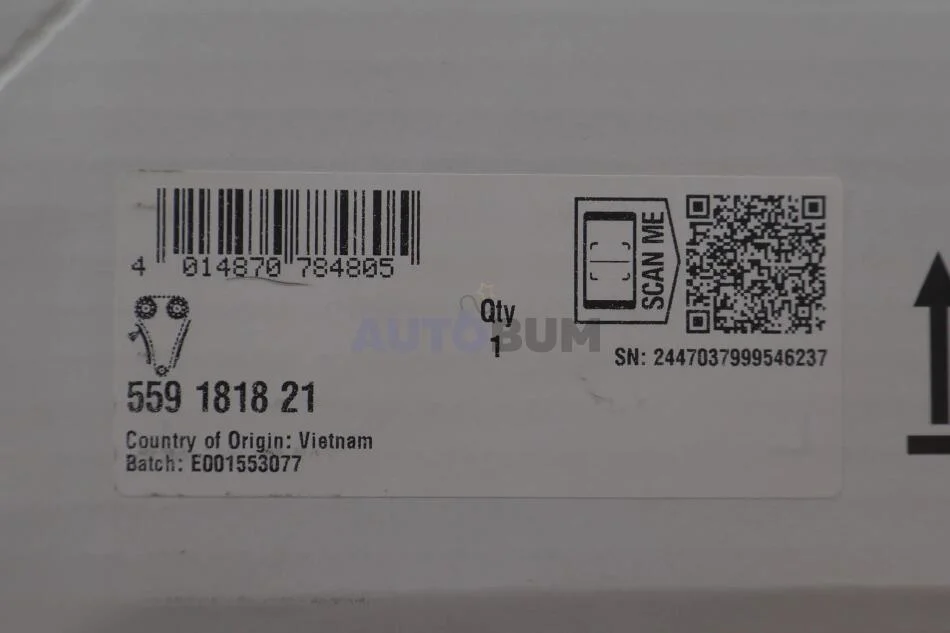 4 014870 784805
SCAN ME
Qty
1
AUTOBUM
SN: 2447037999546237
559 1818 21
Country of Origin: Vietnam
Batch: E001553077